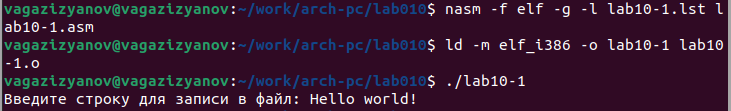 vagazizyanov@vagazizyanov:~/work/arch-pc/lab010$ nasm -f elf -g -l lab10-1.lst l
ab10-1.asm
vagazizyanov@vagazizyanov:~/work/arch-pc/lab010$ ld -m elf_i386 -o lab10-1 lab10
-1.o
vagazizyanov@vagazizyanov:~/work/arch-pc/lab010$ ./lab10-1
Введите строку для записи в файл: Hello world!